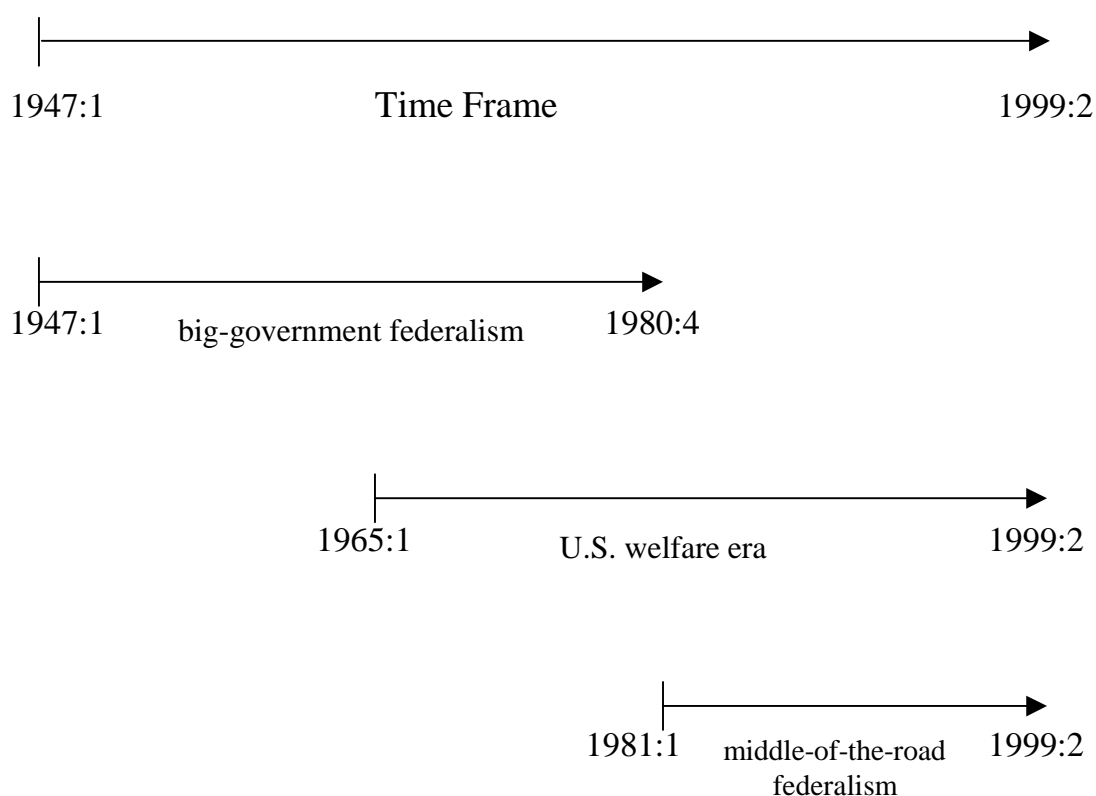 1947:1 Time Frame 1999:2
1947:1 big-government federalism 1980:4
1965:1 U.S. welfare era 1999:2
1981:1 middle-of-the-road 1999:2
federalism